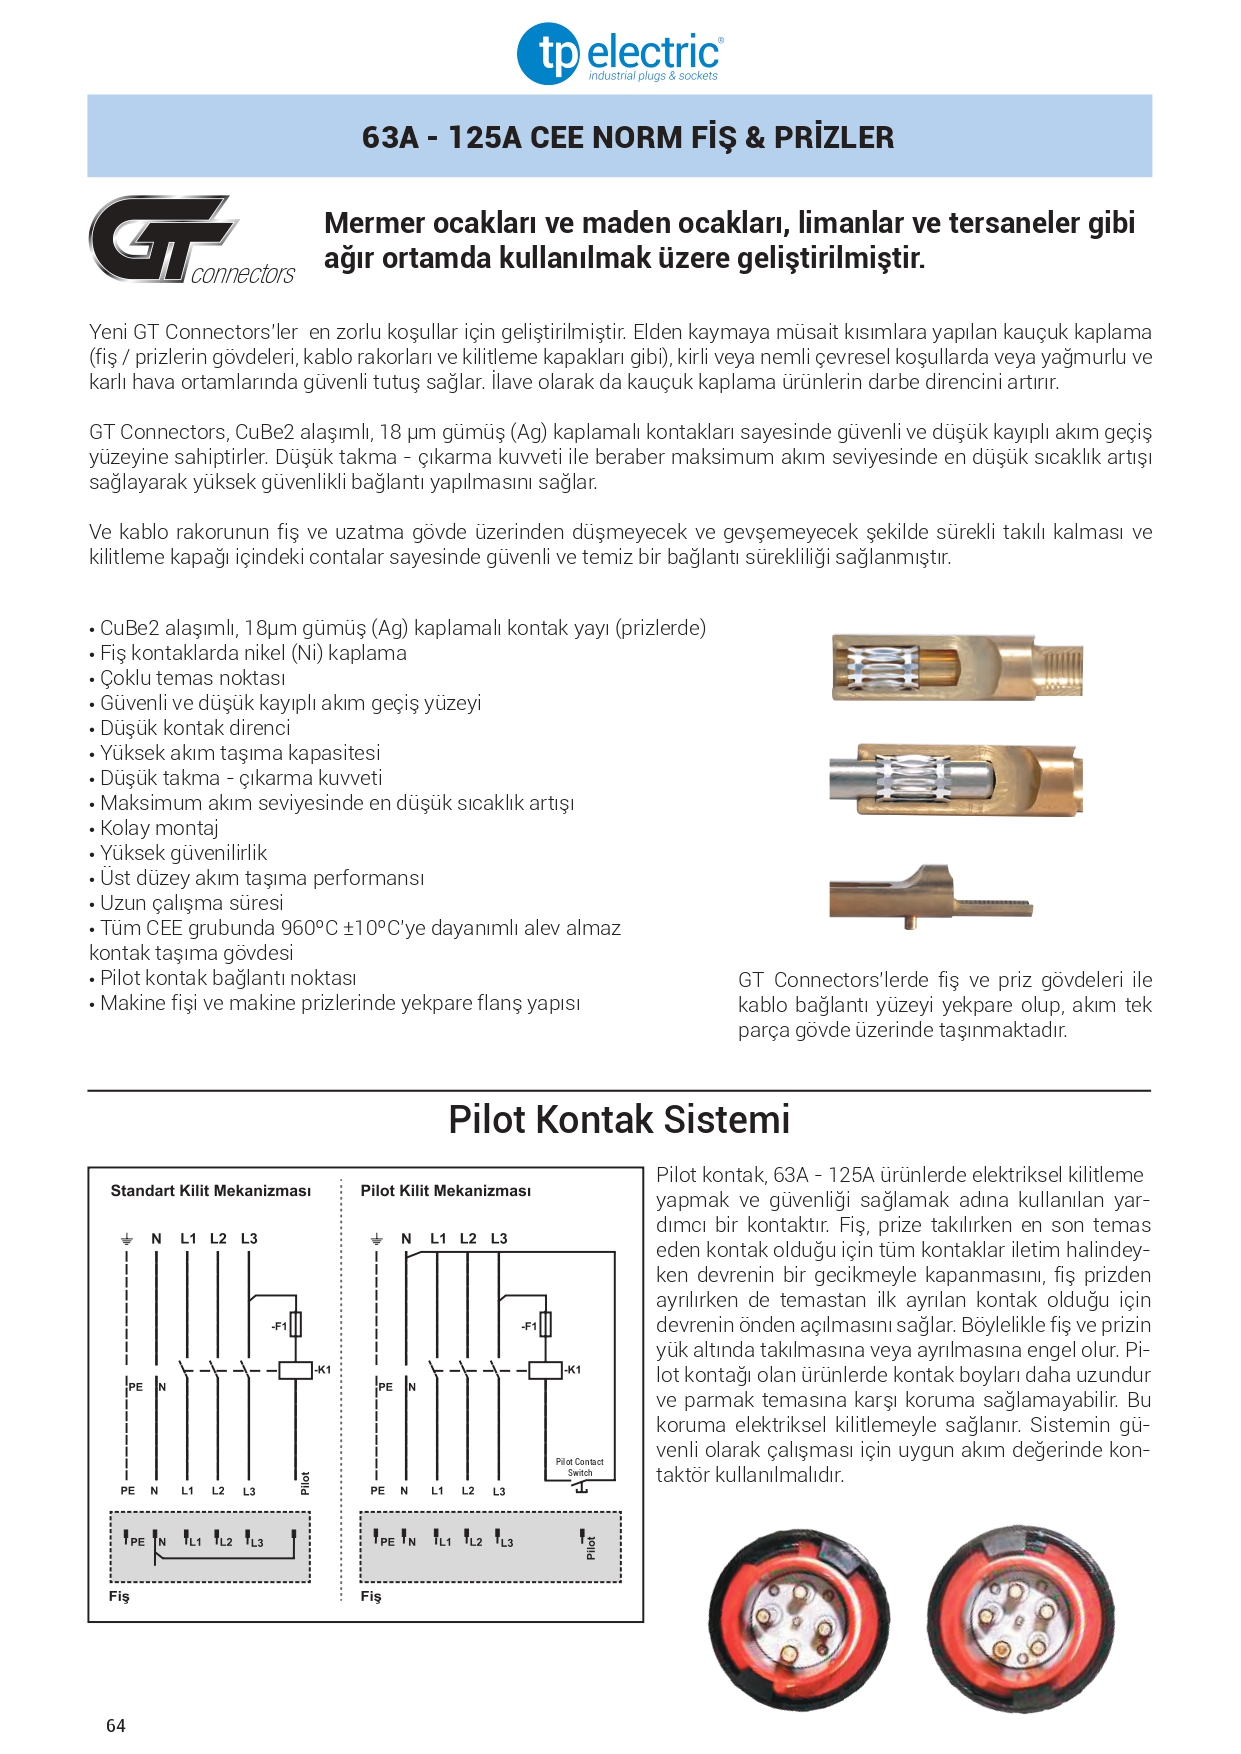 tp electric®
industrial plugs & sockets
63A - 125A CEE NORM FİŞ & PRİZLER
GT connectors
Mermer ocakları ve maden ocakları, limanlar ve tersaneler gibi
ağır ortamda kullanılmak üzere geliştirilmiştir.
Yeni GT Connectors'ler en zorlu koşullar için geliştirilmiştir. Elden kaymaya müsait kısımlara yapılan kauçuk kaplama
(fiş / prizlerin gövdeleri, kablo rakorları ve kilitleme kapakları gibi), kirli veya nemli çevresel koşullarda veya yağmurlu ve
karlı hava ortamlarında güvenli tutuş sağlar. İlave olarak da kauçuk kaplama ürünlerin darbe direncini artırır.
GT Connectors, CuBe2 alaşımlı, 18 µm gümüş (Ag) kaplamalı kontakları sayesinde güvenli ve düşük kayıplı akım geçiş
yüzeyine sahiptirler. Düşük takma - çıkarma kuvveti ile beraber maksimum akım seviyesinde en düşük sıcaklık artışı
sağlayarak yüksek güvenlikli bağlantı yapılmasını sağlar.
Ve kablo rakorunun fiş ve uzatma gövde üzerinden düşmeyecek ve gevşemeyecek şekilde sürekli takılı kalması ve
kilitleme kapağı içindeki contalar sayesinde güvenli ve temiz bir bağlantı sürekliliği sağlanmıştır.
• CuBe2 alaşımlı, 18µm gümüş (Ag) kaplamalı kontak yayı (prizlerde)
• Fiş kontaklarda nikel (Ni) kaplama
• Çoklu temas noktası
• Güvenli ve düşük kayıplı akım geçiş yüzeyi
• Düşük kontak direnci
• Yüksek akım taşıma kapasitesi
• Düşük takma - çıkarma kuvveti
• Maksimum akım seviyesinde en düşük sıcaklık artışı
• Kolay montaj
• Yüksek güvenilirlik
• Üst düzey akım taşıma performansı
• Uzun çalışma süresi
• Tüm CEE grubunda 960ºC ±10ºC'ye dayanımlı alev almaz
kontak taşıma gövdesi
• Pilot kontak bağlantı noktası
• Makine fişi ve makine prizlerinde yekpare flanş yapısı
GT Connectors'lerde fiş ve priz gövdeleri ile
kablo bağlantı yüzeyi yekpare olup, akım tek
parça gövde üzerinde taşınmaktadır.
Pilot Kontak Sistemi
Standart Kilit Mekanizması
N L1 L2 L3
-F1
-K1
PE N
PE N L1 L2 L3 Pilot
PE N L1 L2 L3
Fiş
Pilot Kilit Mekanizması
N L1 L2 L3
-F1
-K1
PE N
Pilot Contact
Switch
PE N L1 L2 L3
PE N L1 L2 L3 Pilot
Fiş
Pilot kontak, 63A - 125A ürünlerde elektriksel kilitleme
yapmak ve güvenliği sağlamak adına kullanılan yar-
dımcı bir kontaktır. Fiş, prize takılırken en son temas
eden kontak olduğu için tüm kontaklar iletim halindey-
ken devrenin bir gecikmeyle kapanmasını, fiş prizden
ayrılırken de temastan ilk ayrılan kontak olduğu için
devrenin önden açılmasını sağlar. Böylelikle fiş ve prizin
yük altında takılmasına veya ayrılmasına engel olur. Pi-
lot kontağı olan ürünlerde kontak boyları daha uzundur
ve parmak temasına karşı koruma sağlamayabilir. Bu
koruma elektriksel kilitlemeyle sağlanır. Sistemin gü-
venli olarak çalışması için uygun akım değerinde kon-
taktör kullanılmalıdır.
64